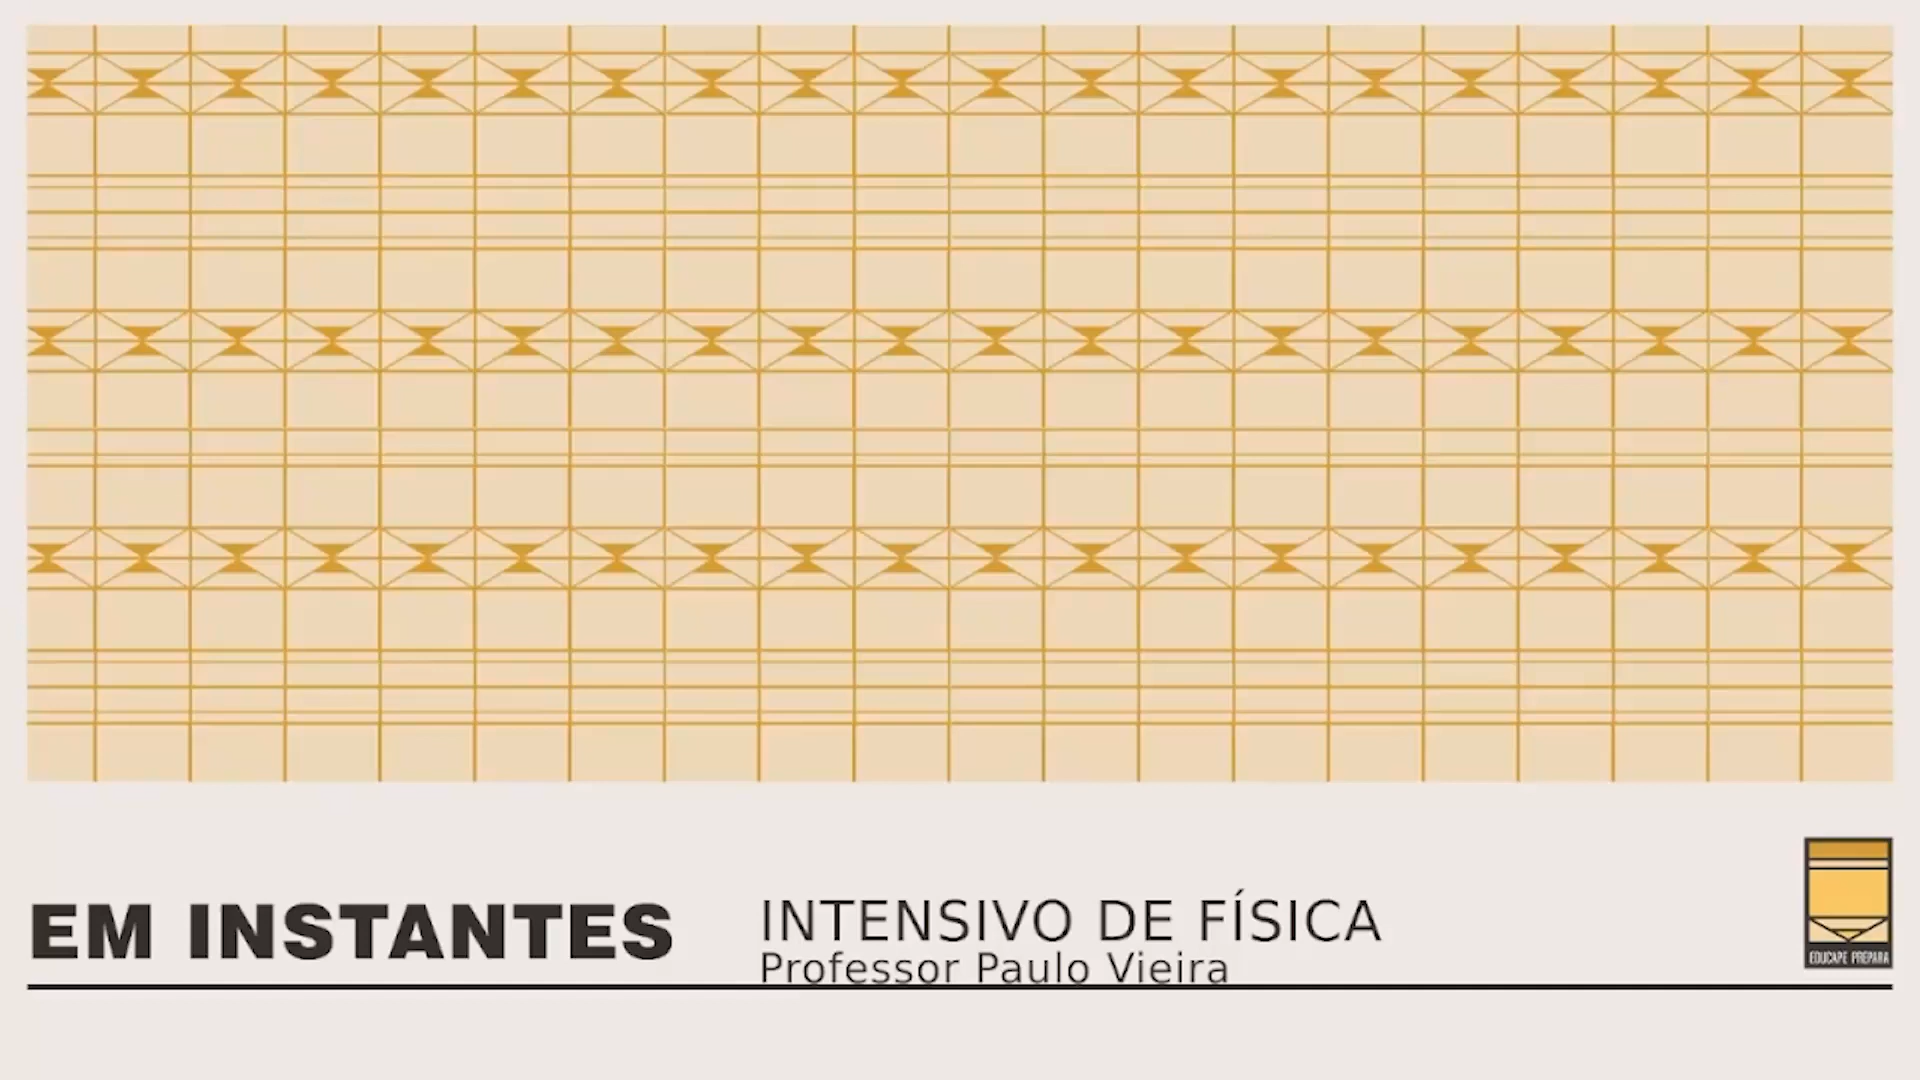 EM INSTANTES
INTENSIVO DE FÍSICA
Professor Paulo Vieira
EDUCAPE PREPARA